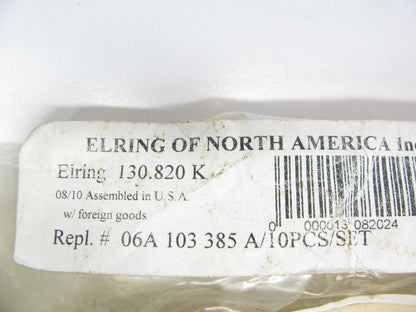 ELRING OF NORTH AMERICA Inc
Elring 130.820 K
08/10 Assembled in U.S.A.
w/ foreign goods
0 000013 082024
Repl. # 06A 103 385 A/10PCS/SET